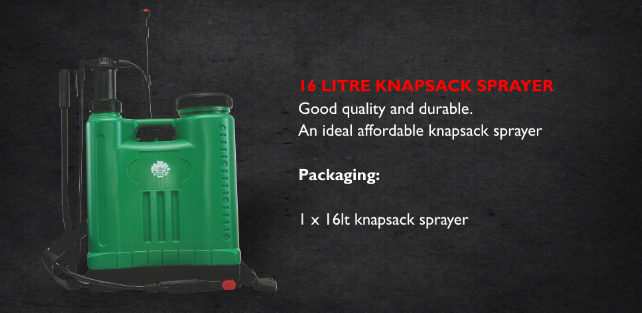 16 LITRE KNAPSACK SPRAYER
Good quality and durable.
An ideal affordable knapsack sprayer
Packaging:
1 x 16lt knapsack sprayer